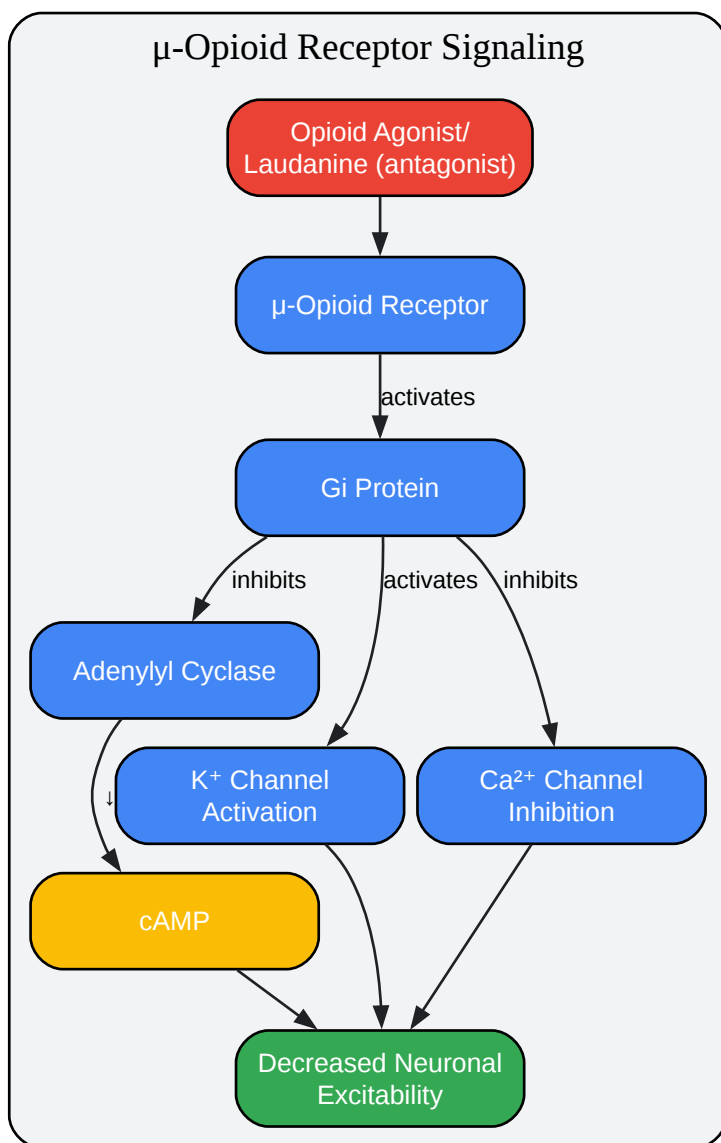 μ-Opioid Receptor Signaling
Opioid Agonist/
Laudanine (antagonist)
μ-Opioid Receptor
activates
Gi Protein
inhibits
activates
inhibits
Adenylyl Cyclase
K⁺ Channel
Activation
Ca²⁺ Channel
Inhibition
↓
cAMP
Decreased Neuronal
Excitability